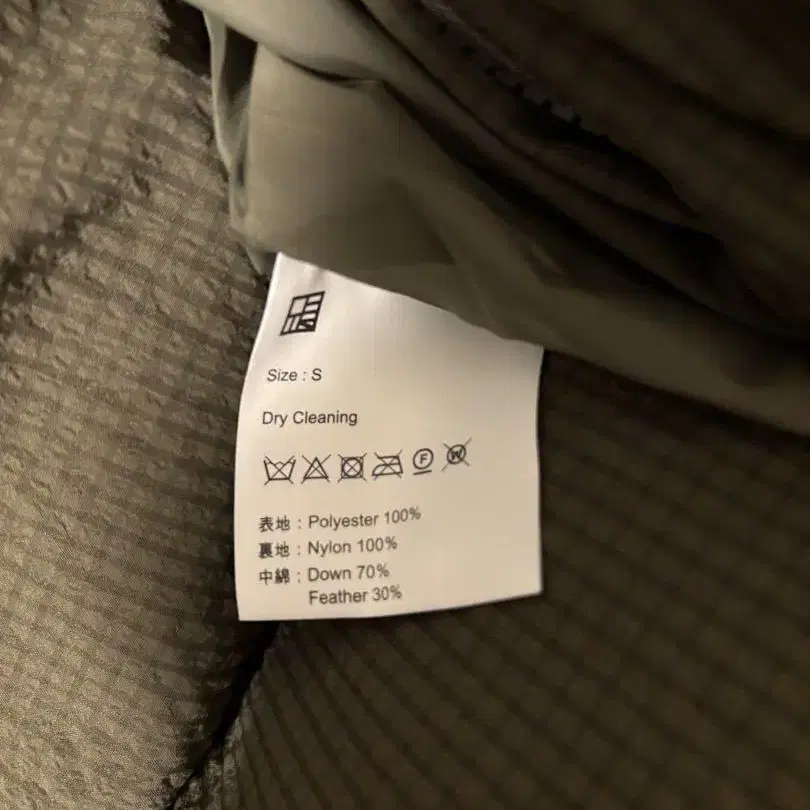 Size : S
Dry Cleaning
F W
表地 : Polyester 100%
裏地 : Nylon 100%
中綿 : Down 70%
Feather 30%